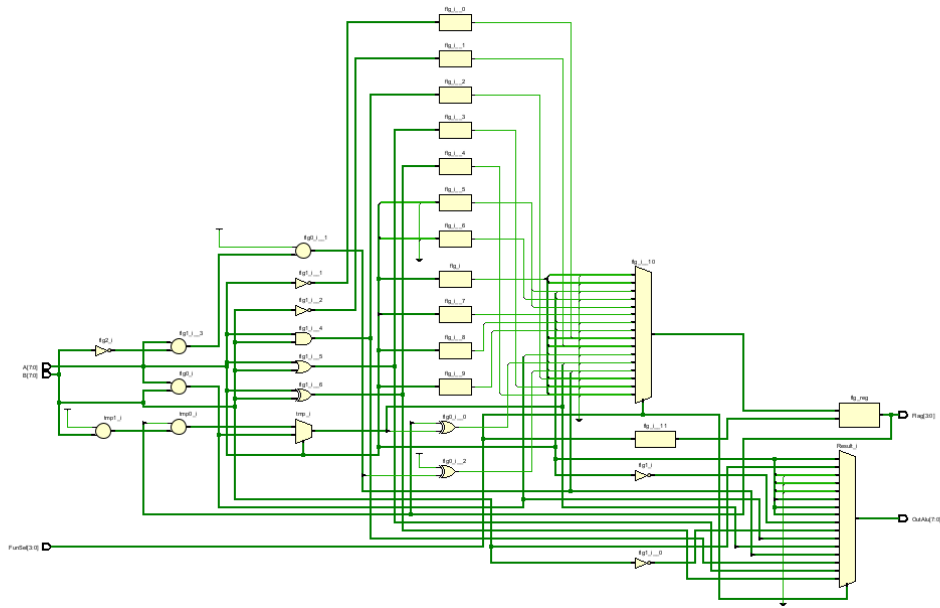 flg_i__0
flg_i__1
flg_i__2
flg_i__3
flg_i__4
flg_i__5
flg_i__6
flg0_i__1
flg_i__10
flg_i
flg1_i__1
flg1_i__2
flg_i__7
flg1_i__3
flg1_i__4
flg2_i
flg_i__8
flg1_i__5
A[7:0]
B[7:0]
flg0_i
flg1_i__6
flg_i__9
flg_reg
tmp1_i
tmp0_i
tmp_i
flg0_i__0
Flag[3:0]
flg_i__11
Result_i
flg0_i__2
flg1_i
OutAlu[7:0]
FunSel[3:0]
flg1_i__0